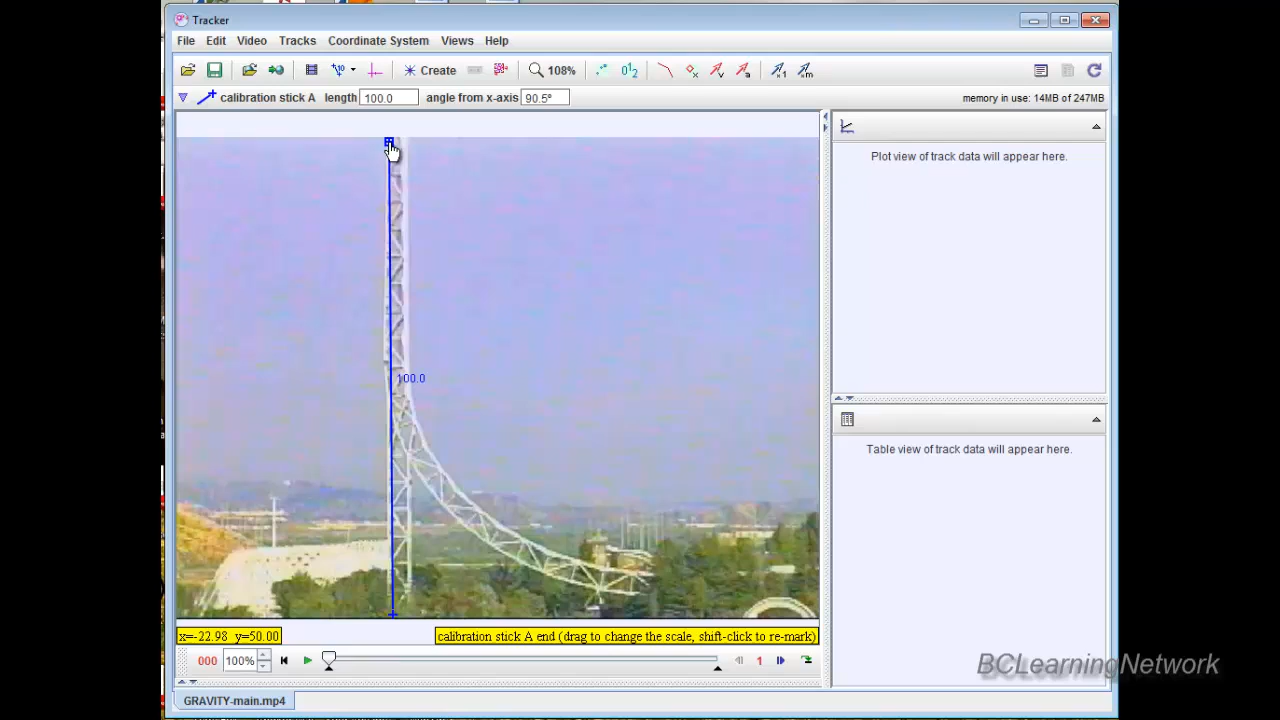 Tracker
File Edit Video Tracks Coordinate System Views Help
Create 108%
calibration stick A length 100.0 angle from x-axis 90.5° memory in use: 14MB of 247MB
Plot view of track data will appear here.
100.0
Table view of track data will appear here.
x=-22.98 y=50.00 calibration stick A end (drag to change the scale, shift-click to re-mark)
000 100% 1
BCLearningNetwork
GRAVITY-main.mp4